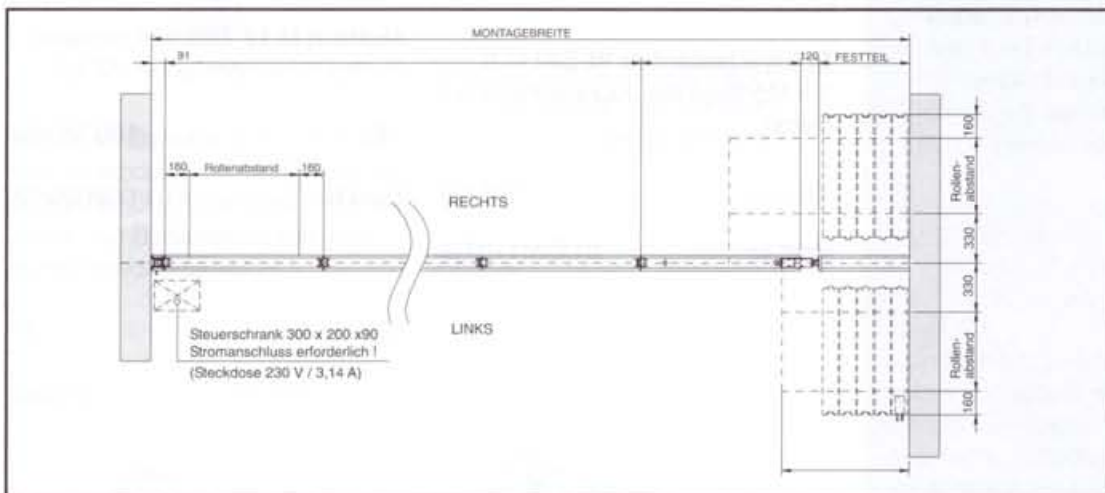 MONTAGEBREITE
91
120
FESTTEIL
160
Rollenabstand
160
160
Rollen-
abstand
330
RECHTS
330
LINKS
Rollen-
abstand
160
Steuerschrank 300 x 200 x90
Stromanschluss erforderlich !
(Steckdose 230 V / 3,14 A)